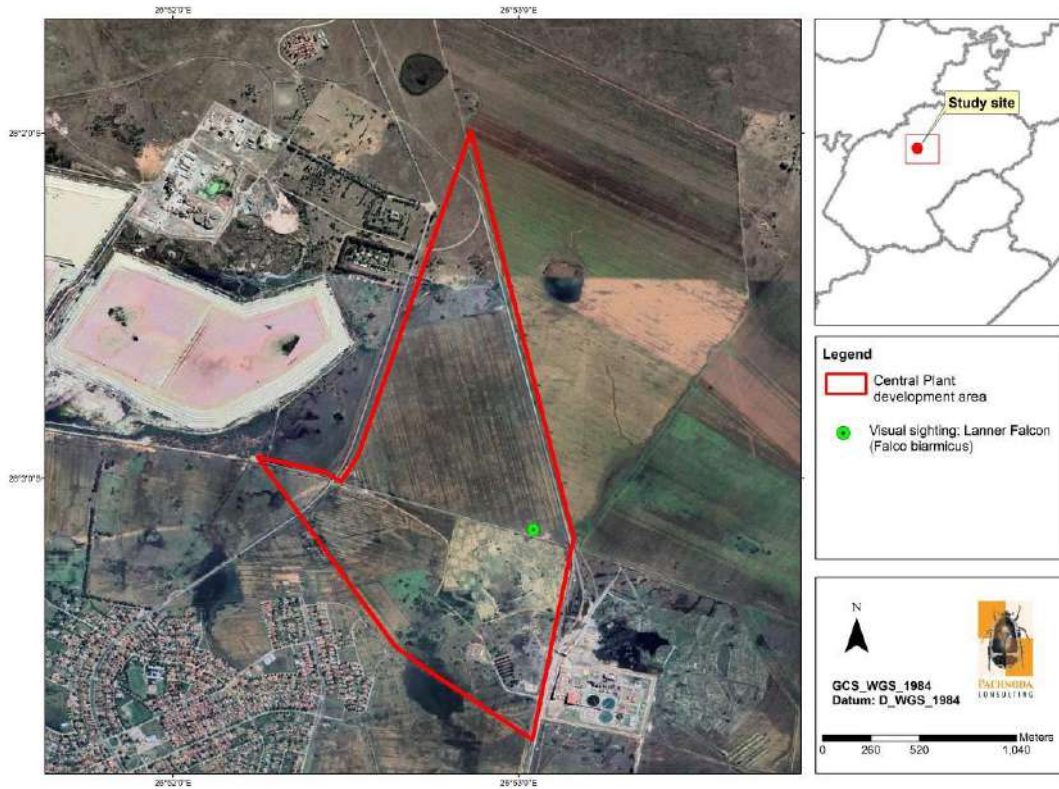 26°52'0"E
26°53'0"E
Study site
Legend
Central Plant
development area
Visual sighting: Lanner Falcon
(Falco biarmicus)
N
GCS_WGS_1984
Datum: D_WGS_1984
PACHNODA
CONSULTING
Meters
0 260 520 1,040
26°52'0"E
26°53'0"E